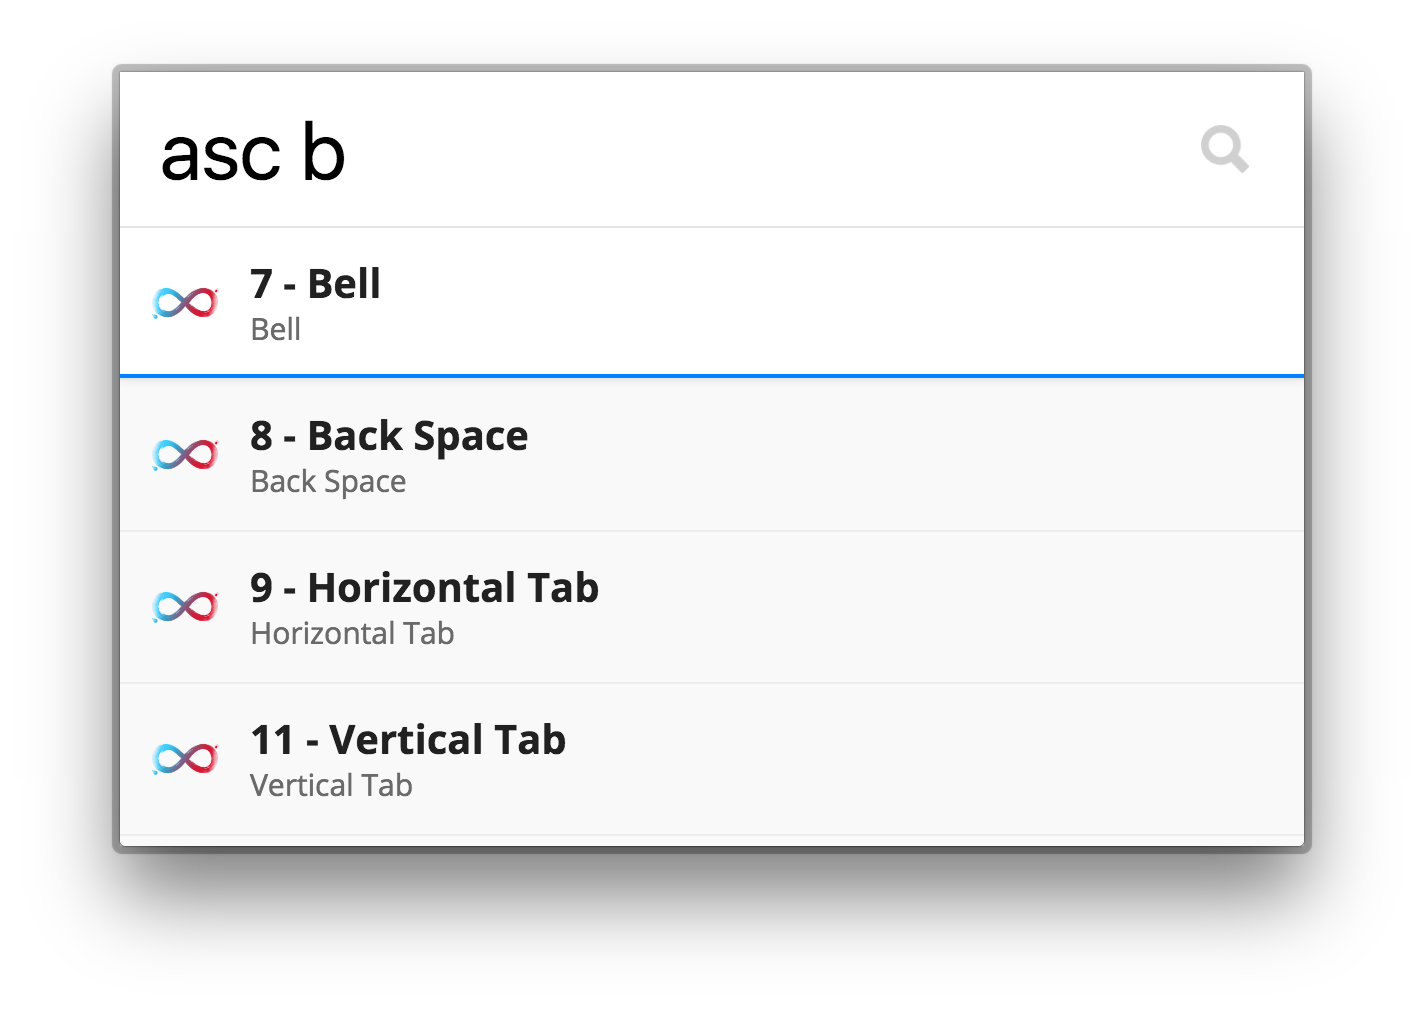 asc b
7 - Bell
Bell
8 - Back Space
Back Space
9 - Horizontal Tab
Horizontal Tab
11 - Vertical Tab
Vertical Tab